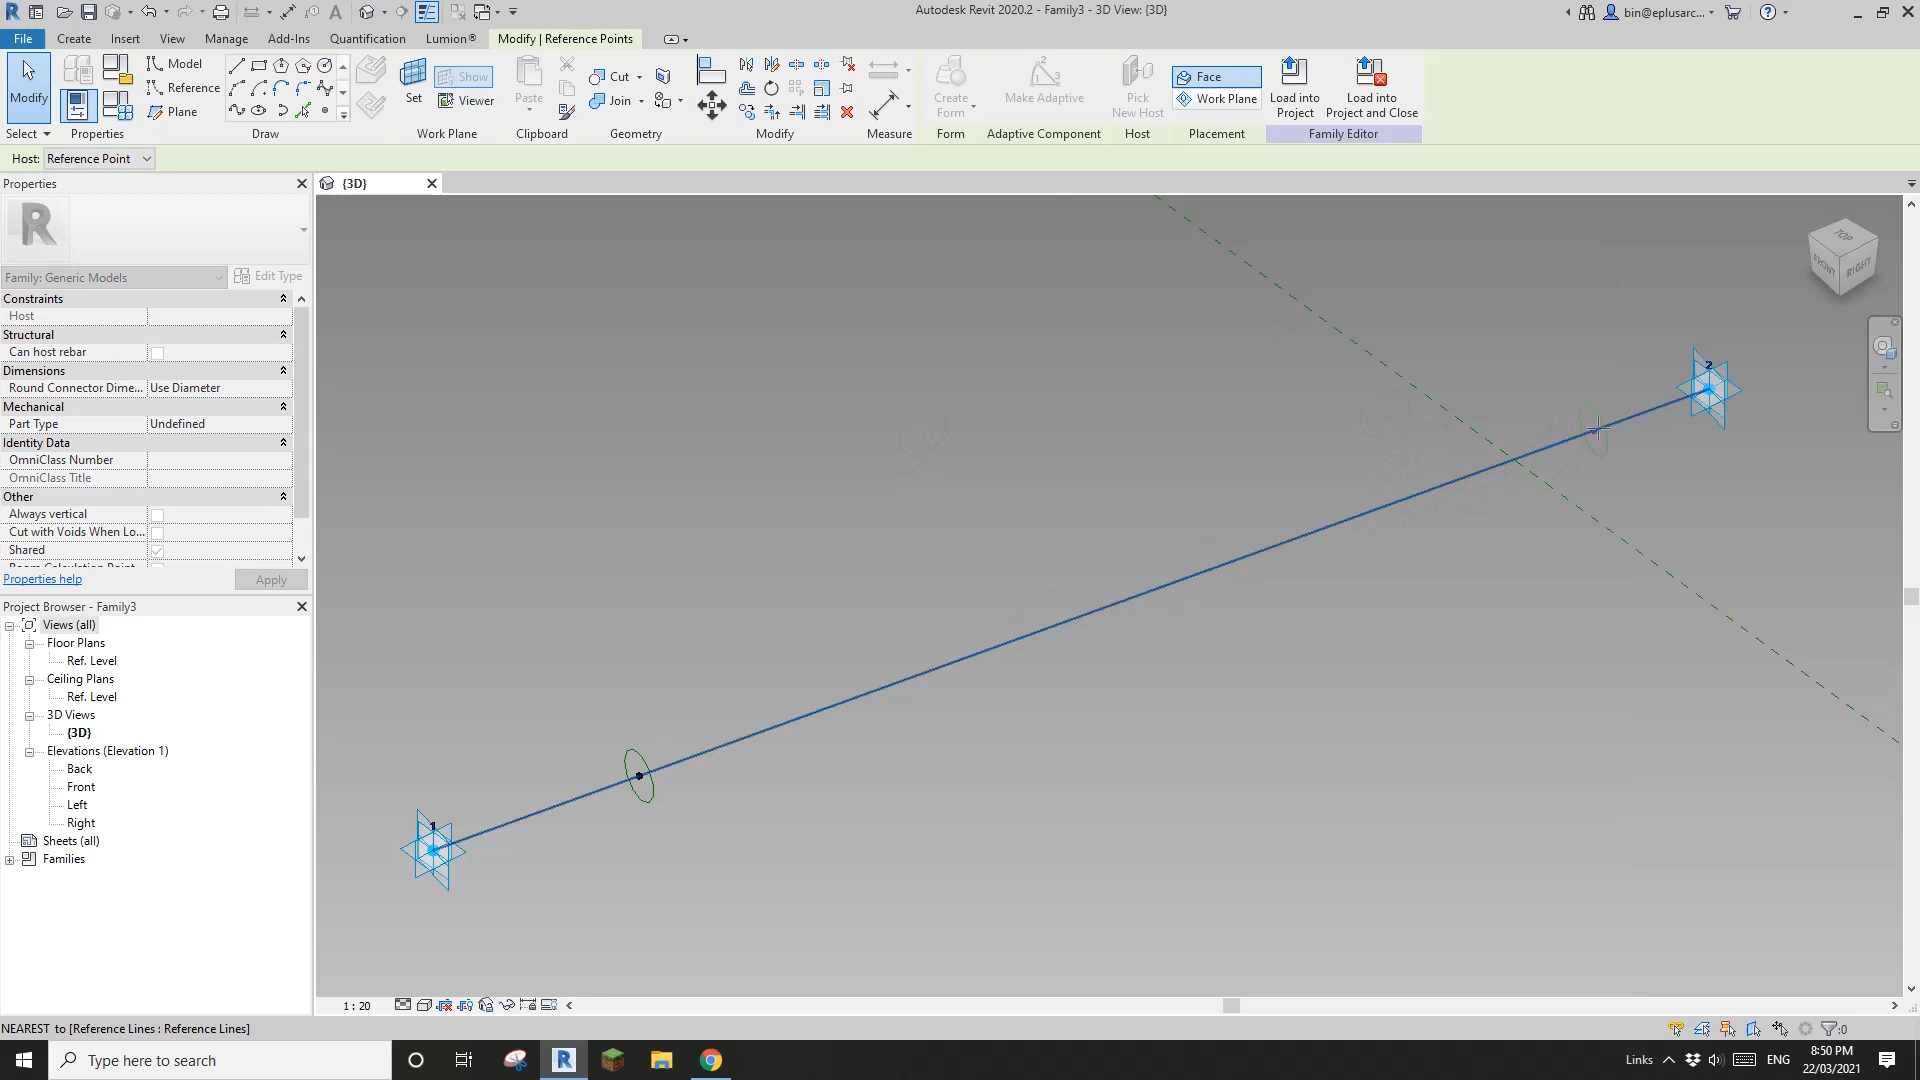 Autodesk Revit 2020.2 - Family3 - 3D View: {3D}
bin@eplusarc...
File Create Insert View Manage Add-Ins Quantification Lumion® Modify | Reference Points
Modify
Model
Reference
Plane
Set
Show
Viewer
Paste
Cut
Join
Create
Form
Make Adaptive
Pick
New Host
Face
Work Plane
Load into
Project
Load into
Project and Close
Select Properties Draw Work Plane Clipboard Geometry Modify Measure Form Adaptive Component Host Placement Family Editor
Host: Reference Point
Properties
{3D}
Family: Generic Models
Edit Type
Constraints
Host
Structural
Can host rebar
Dimensions
Round Connector Dime... Use Diameter
Mechanical
Part Type Undefined
Identity Data
OmniClass Number
OmniClass Title
Other
Always vertical
Cut with Voids When Lo...
Shared
Properties help
Apply
Project Browser - Family3
Views (all)
Floor Plans
Ref. Level
Ceiling Plans
Ref. Level
3D Views
{3D}
Elevations (Elevation 1)
Back
Front
Left
Right
Sheets (all)
Families
TOP
FRONT
RIGHT
2
1
1 : 20
NEAREST to [Reference Lines : Reference Lines]
:0
Type here to search
Links
ENG
8:50 PM
22/03/2021